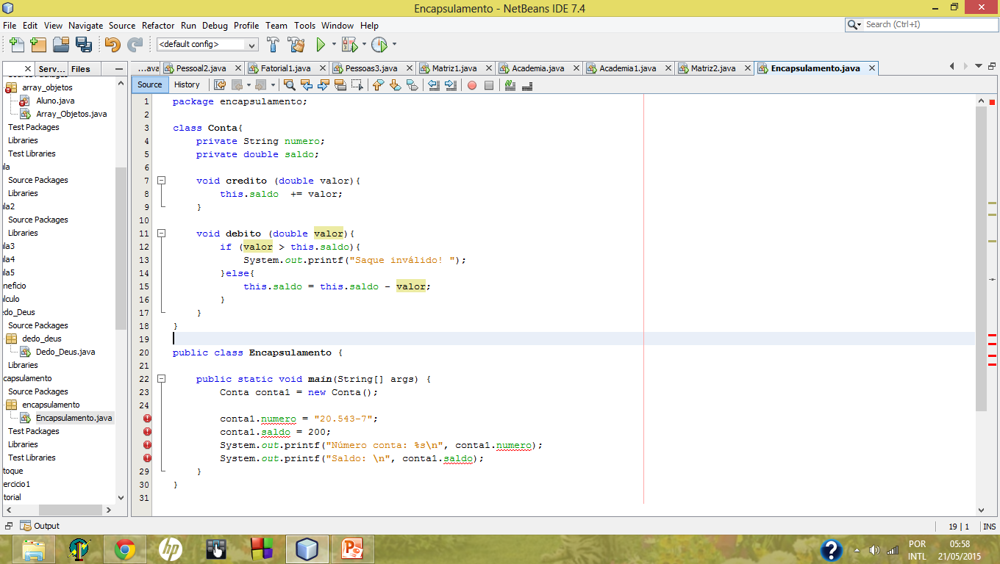 Encapsulamento - NetBeans IDE 7.4
File Edit View Navigate Source Refactor Run Debug Profile Team Tools Window Help
Search (Ctrl+I)
<default config>
Serv... Files
...ava Pessoal2.java Fatorial1.java Pessoas3.java Matriz1.java Academia.java Academia1.java Matriz2.java Encapsulamento.java
Source History
Source Packages
array_objetos
Aluno.java
Array_Objetos.java
Test Packages
Libraries
Test Libraries
ıla
Source Packages
Libraries
ıla2
Source Packages
Libraries
ıla3
ıla4
ıla5
neficio
ılculo
edo_Deus
Source Packages
dedo_deus
Dedo_Deus.java
Libraries
capsulamento
Source Packages
encapsulamento
Encapsulamento.java
Test Packages
Libraries
Test Libraries
toque
ercicio1
torial
1 package encapsulamento;
2
3 class Conta{
4 private String numero;
5 private double saldo;
6
7 void credito (double valor){
8 this.saldo  += valor;
9 }
10
11 void debito (double valor){
12 if (valor > this.saldo){
13 System.out.printf("Saque inválido! ");
14 }else{
15 this.saldo = this.saldo - valor;
16 }
17 }
18 }
19
20 public class Encapsulamento {
21
22 public static void main(String[] args) {
23 Conta conta1 = new Conta();
24
conta1.numero = "20.543-7";
conta1.saldo = 200;
System.out.printf("Número conta: %s\n", conta1.numero);
System.out.printf("Saldo: \n", conta1.saldo);
29 }
30 }
31
Output
19 | 1 INS
POR 05:58
INTL 21/05/2015